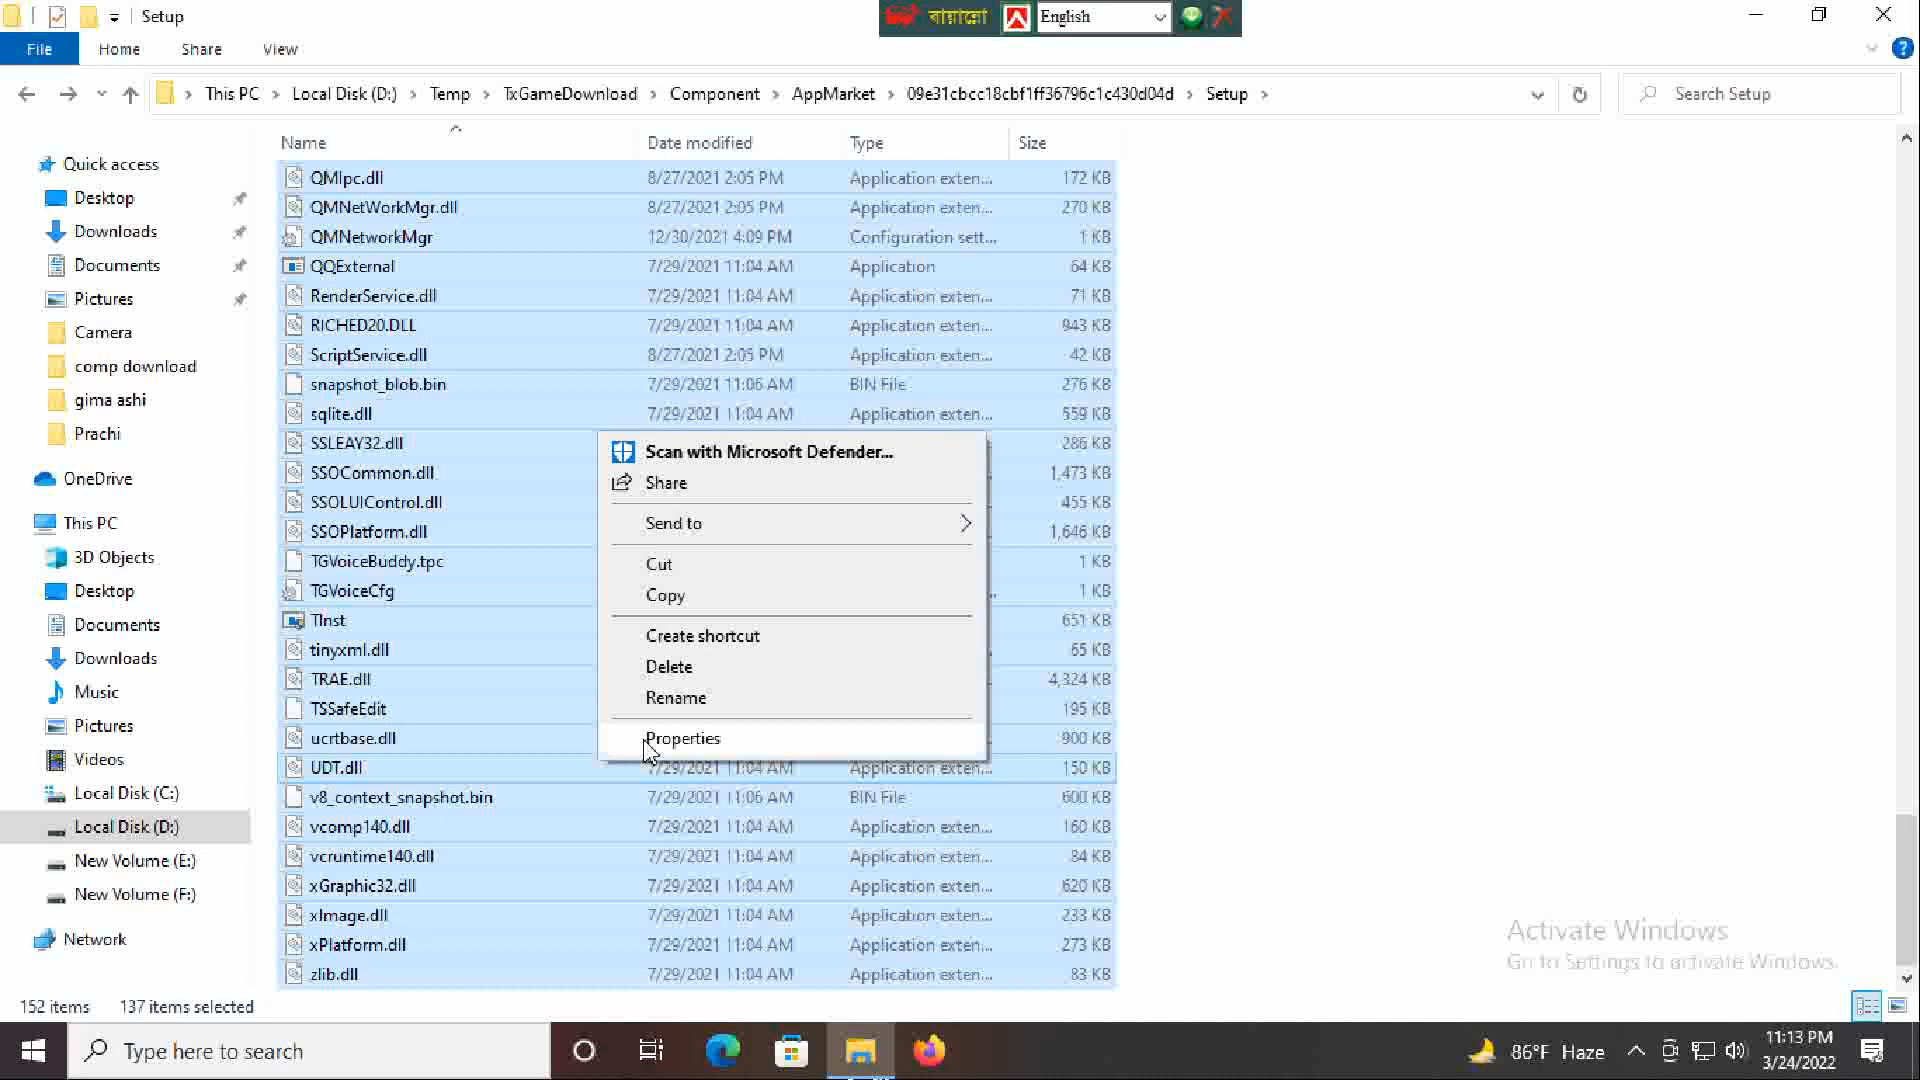 Setup
বায়ান্নো
English
File Home Share View
This PC Local Disk (D:) Temp TxGameDownload Component AppMarket 09e31cbcc18cbf1ff36796c1c430d04d Setup
Search Setup
Name Date modified Type Size
Quick access
Desktop
Downloads
Documents
Pictures
Camera
comp download
gima ashi
Prachi
OneDrive
This PC
3D Objects
Desktop
Documents
Downloads
Music
Pictures
Videos
Local Disk (C:)
Local Disk (D:)
New Volume (E:)
New Volume (F:)
Network
QMIpc.dll 8/27/2021 2:05 PM Application exten... 172 KB
QMNetWorkMgr.dll 8/27/2021 2:05 PM Application exten... 270 KB
QMNetworkMgr 12/30/2021 4:09 PM Configuration sett... 1 KB
QQExternal 7/29/2021 11:04 AM Application 64 KB
RenderService.dll 7/29/2021 11:04 AM Application exten... 71 KB
RICHED20.DLL 7/29/2021 11:04 AM Application exten... 943 KB
ScriptService.dll 8/27/2021 2:05 PM Application exten... 42 KB
snapshot_blob.bin 7/29/2021 11:06 AM BIN File 276 KB
sqlite.dll 7/29/2021 11:04 AM Application exten... 559 KB
SSLEAY32.dll 286 KB
SSOCommon.dll 1,473 KB
SSOLUIControl.dll 455 KB
SSOPlatform.dll 1,646 KB
TGVoiceBuddy.tpc 1 KB
TGVoiceCfg 1 KB
TInst 651 KB
tinyxml.dll 65 KB
TRAE.dll 4,324 KB
TSSafeEdit 195 KB
ucrtbase.dll 900 KB
UDT.dll 7/29/2021 11:04 AM Application exten... 150 KB
v8_context_snapshot.bin 7/29/2021 11:06 AM BIN File 600 KB
vcomp140.dll 7/29/2021 11:04 AM Application exten... 160 KB
vcruntime140.dll 7/29/2021 11:04 AM Application exten... 84 KB
xGraphic32.dll 7/29/2021 11:04 AM Application exten... 620 KB
xImage.dll 7/29/2021 11:04 AM Application exten... 233 KB
xPlatform.dll 7/29/2021 11:04 AM Application exten... 273 KB
zlib.dll 7/29/2021 11:04 AM Application exten... 83 KB
Scan with Microsoft Defender...
Share
Send to
Cut
Copy
Create shortcut
Delete
Rename
Properties
Activate Windows
Go to Settings to activate Windows.
152 items 137 items selected
Type here to search
86°F Haze
11:13 PM
3/24/2022